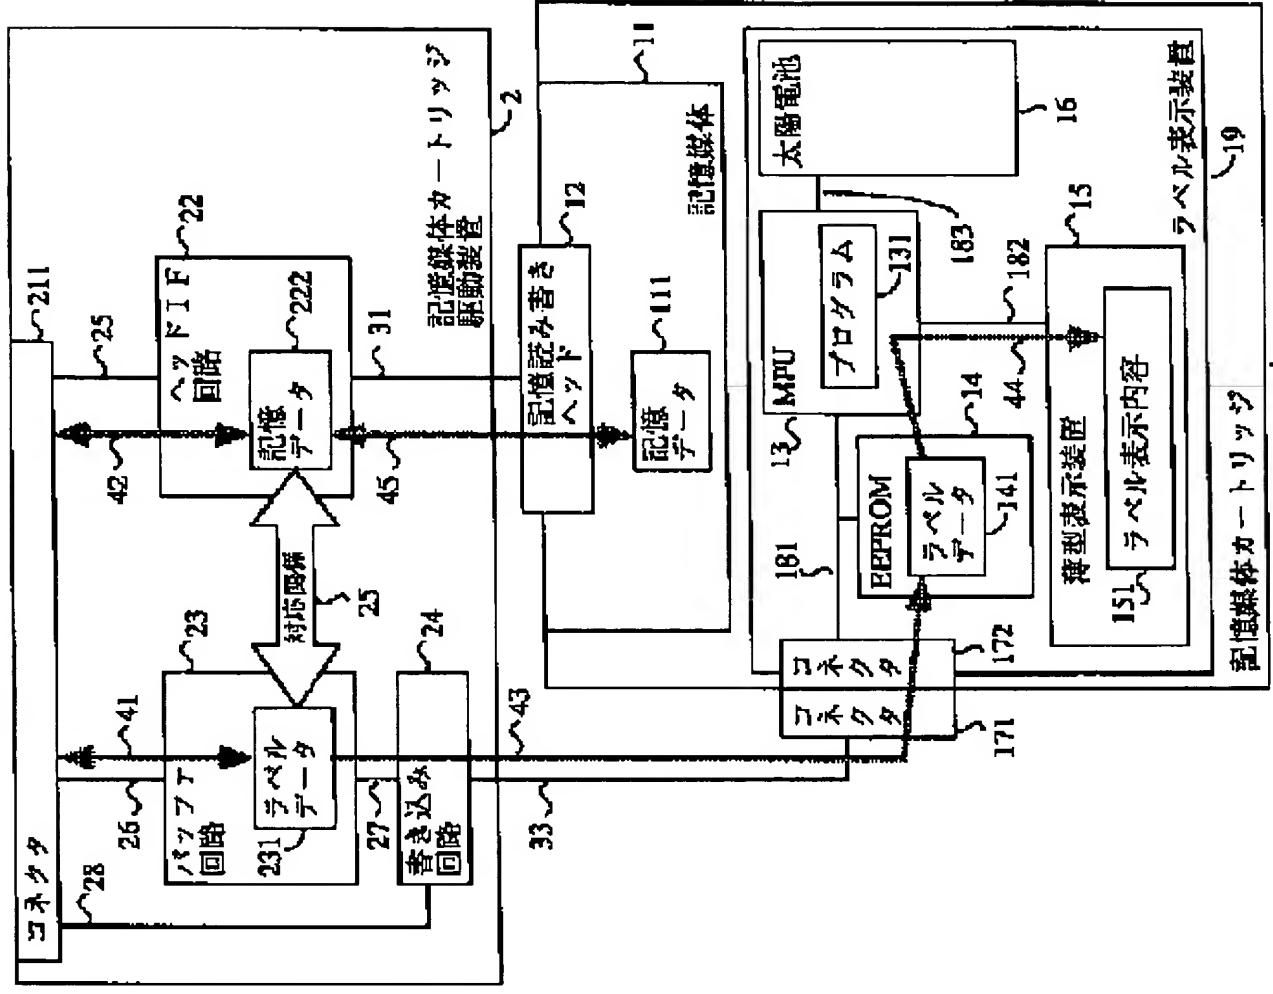 コネクタ
211
28
26
41
42
25
バッファ
回路
23
ラベル
データ
231
対応関係
25
ヘッドIF
回路
22
記憶
データ
222
27
書き込み
回路
24
45
31
記憶媒体カートリッジ
駆動装置
2
33
43
記憶読み書き
ヘッド
12
記憶
データ
111
記憶媒体
11
コネクタ
171
コネクタ
172
181
EEPROM
14
ラベル
データ
141
13
MPU
プログラム
131
太陽電池
16
183
182
44
薄型表示装置
15
ラベル表示内容
151
ラベル表示装置
19
記憶媒体カートリッジ